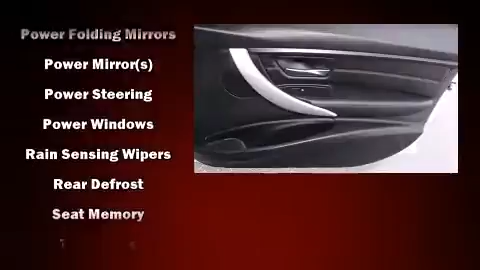 Power Folding Mirrors
Power Mirror(s)
Power Steering
Power Windows
Rain Sensing Wipers
Rear Defrost
Seat Memory